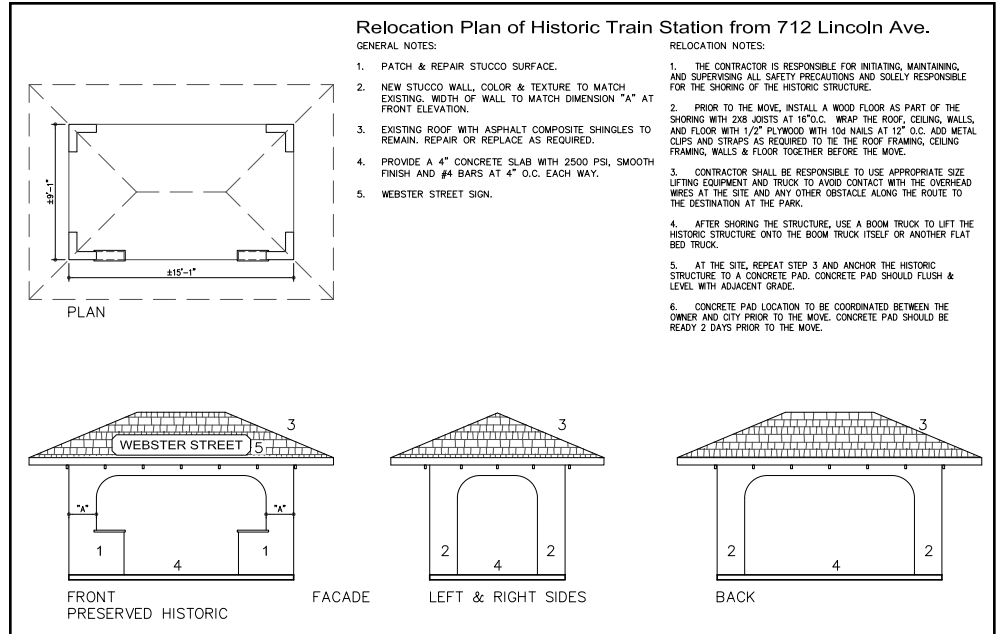 Relocation Plan of Historic Train Station from 712 Lincoln Ave.
GENERAL NOTES:
1. PATCH & REPAIR STUCCO SURFACE.
2. NEW STUCCO WALL, COLOR & TEXTURE TO MATCH
EXISTING. WIDTH OF WALL TO MATCH DIMENSION "A" AT
FRONT ELEVATION.
3. EXISTING ROOF WITH ASPHALT COMPOSITE SHINGLES TO
REMAIN. REPAIR OR REPLACE AS REQUIRED.
4. PROVIDE A 4" CONCRETE SLAB WITH 2500 PSI, SMOOTH
FINISH AND #4 BARS AT 4" O.C. EACH WAY.
5. WEBSTER STREET SIGN.
RELOCATION NOTES:
1. THE CONTRACTOR IS RESPONSIBLE FOR INITIATING, MAINTAINING,
AND SUPERVISING ALL SAFETY PRECAUTIONS AND SOLELY RESPONSIBLE
FOR THE SHORING OF THE HISTORIC STRUCTURE.
2. PRIOR TO THE MOVE, INSTALL A WOOD FLOOR AS PART OF THE
SHORING WITH 2X8 JOISTS AT 16"O.C. WRAP THE ROOF, CEILING, WALLS,
AND FLOOR WITH 1/2" PLYWOOD WITH 10d NAILS AT 12" O.C. ADD METAL
CLIPS AND STRAPS AS REQUIRED TO TIE THE ROOF FRAMING, CEILING
FRAMING, WALLS & FLOOR TOGETHER BEFORE THE MOVE.
3. CONTRACTOR SHALL BE RESPONSIBLE TO USE APPROPRIATE SIZE
LIFTING EQUIPMENT AND TRUCK TO AVOID CONTACT WITH THE OVERHEAD
WIRES AT THE SITE AND ANY OTHER OBSTACLE ALONG THE ROUTE TO
THE DESTINATION AT THE PARK.
4. AFTER SHORING THE STRUCTURE, USE A BOOM TRUCK TO LIFT THE
HISTORIC STRUCTURE ONTO THE BOOM TRUCK ITSELF OR ANOTHER FLAT
BED TRUCK.
5. AT THE SITE, REPEAT STEP 3 AND ANCHOR THE HISTORIC
STRUCTURE TO A CONCRETE PAD. CONCRETE PAD SHOULD FLUSH &
LEVEL WITH ADJACENT GRADE.
6. CONCRETE PAD LOCATION TO BE COORDINATED BETWEEN THE
OWNER AND CITY PRIOR TO THE MOVE. CONCRETE PAD SHOULD BE
READY 2 DAYS PRIOR TO THE MOVE.
±9'-1"
±15'-1"
PLAN
3
WEBSTER STREET 5
"A" "A"
1 4 1
FRONT FACADE
PRESERVED HISTORIC
3
2 4 2
LEFT & RIGHT SIDES
3
2 4 2
BACK